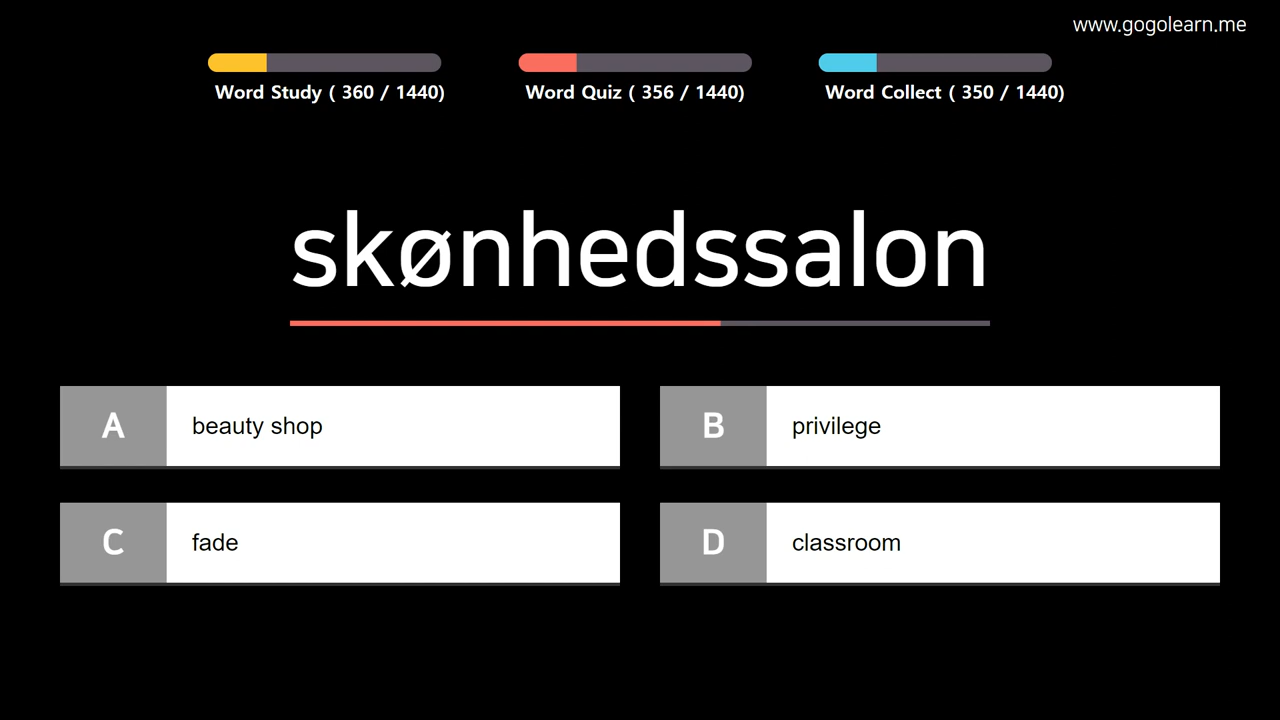 www.gogolearn.me
Word Study ( 360 / 1440)
Word Quiz ( 356 / 1440)
Word Collect ( 350 / 1440)
skønhedssalon
A beauty shop
B privilege
C fade
D classroom